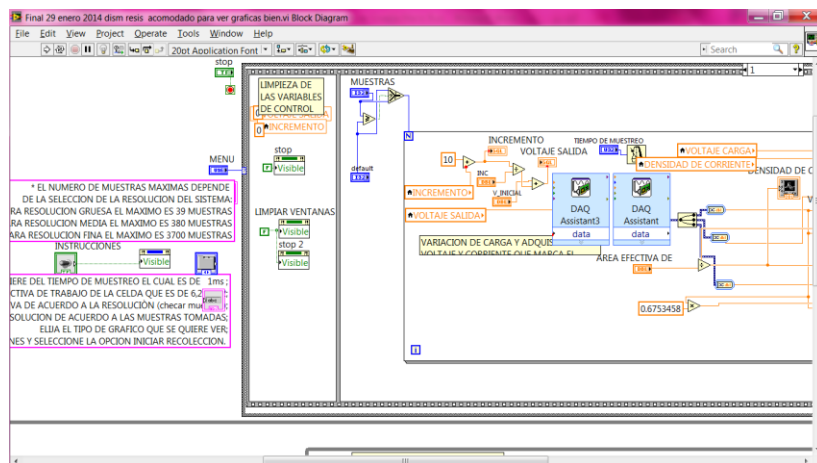 Final 29 enero 2014 dism resis acomodado para ver graficas bien.vi Block Diagram
File Edit View Project Operate Tools Window Help
20pt Application Font
Search
stop
LIMPIEZA DE
LAS VARIABLES
DE CONTROL
INCREMENTO
stop
Visible
MENU
LIMPIAR VENTANAS
Visible
stop 2
Visible
* EL NUMERO DE MUESTRAS MAXIMAS DEPENDE
DE LA SELECCION DE LA RESOLUCION DEL SISTEMA:
RA RESOLUCION GRUESA EL MAXIMO ES 39 MUESTRAS
RA RESOLUCION MEDIA EL MAXIMO ES 380 MUESTRAS
ARA RESOLUCION FINA EL MAXIMO ES 3700 MUESTRAS
INSTRUCCIONES
Visible
IERE DEL TIEMPO DE MUESTREO EL CUAL ES DE 1ms;
CTIVA DE TRABAJO DE LA CELDA QUE ES DE 6,2
VA DE ACUERDO A LA RESOLUCIÓN (checar mue
SOLUCION DE ACUERDO A LAS MUESTRAS TOMADAS;
ELIJA EL TIPO DE GRAFICO QUE SE QUIERE VER;
NES Y SELECCIONE LA OPCION INICIAR RECOLECCION.
1
MUESTRAS
default
N
10
INCREMENTO
INC
INCREMENTO
VOLTAJE SALIDA
V_INICIAL
VOLTAJE SALIDA
TIEMPO DE MUESTREO
VOLTAJE CARGA
DENSIDAD DE CORRIENTE
DENSIDAD DE C
DAQ
Assistant3
data
DAQ
Assistant
data
VARIACION DE CARGA Y ADQUIS
VOLTAJE Y CORRIENTE QUE MARCA EL
AREA EFECTIVA DE
0.6753458
i